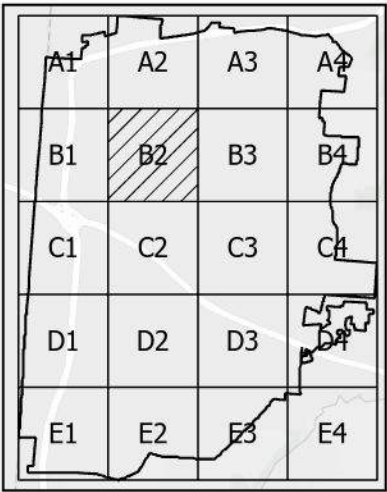 A1 A2 A3 A4
B1 B2 B3 B4
C1 C2 C3 C4
D1 D2 D3 D4
E1 E2 E3 E4